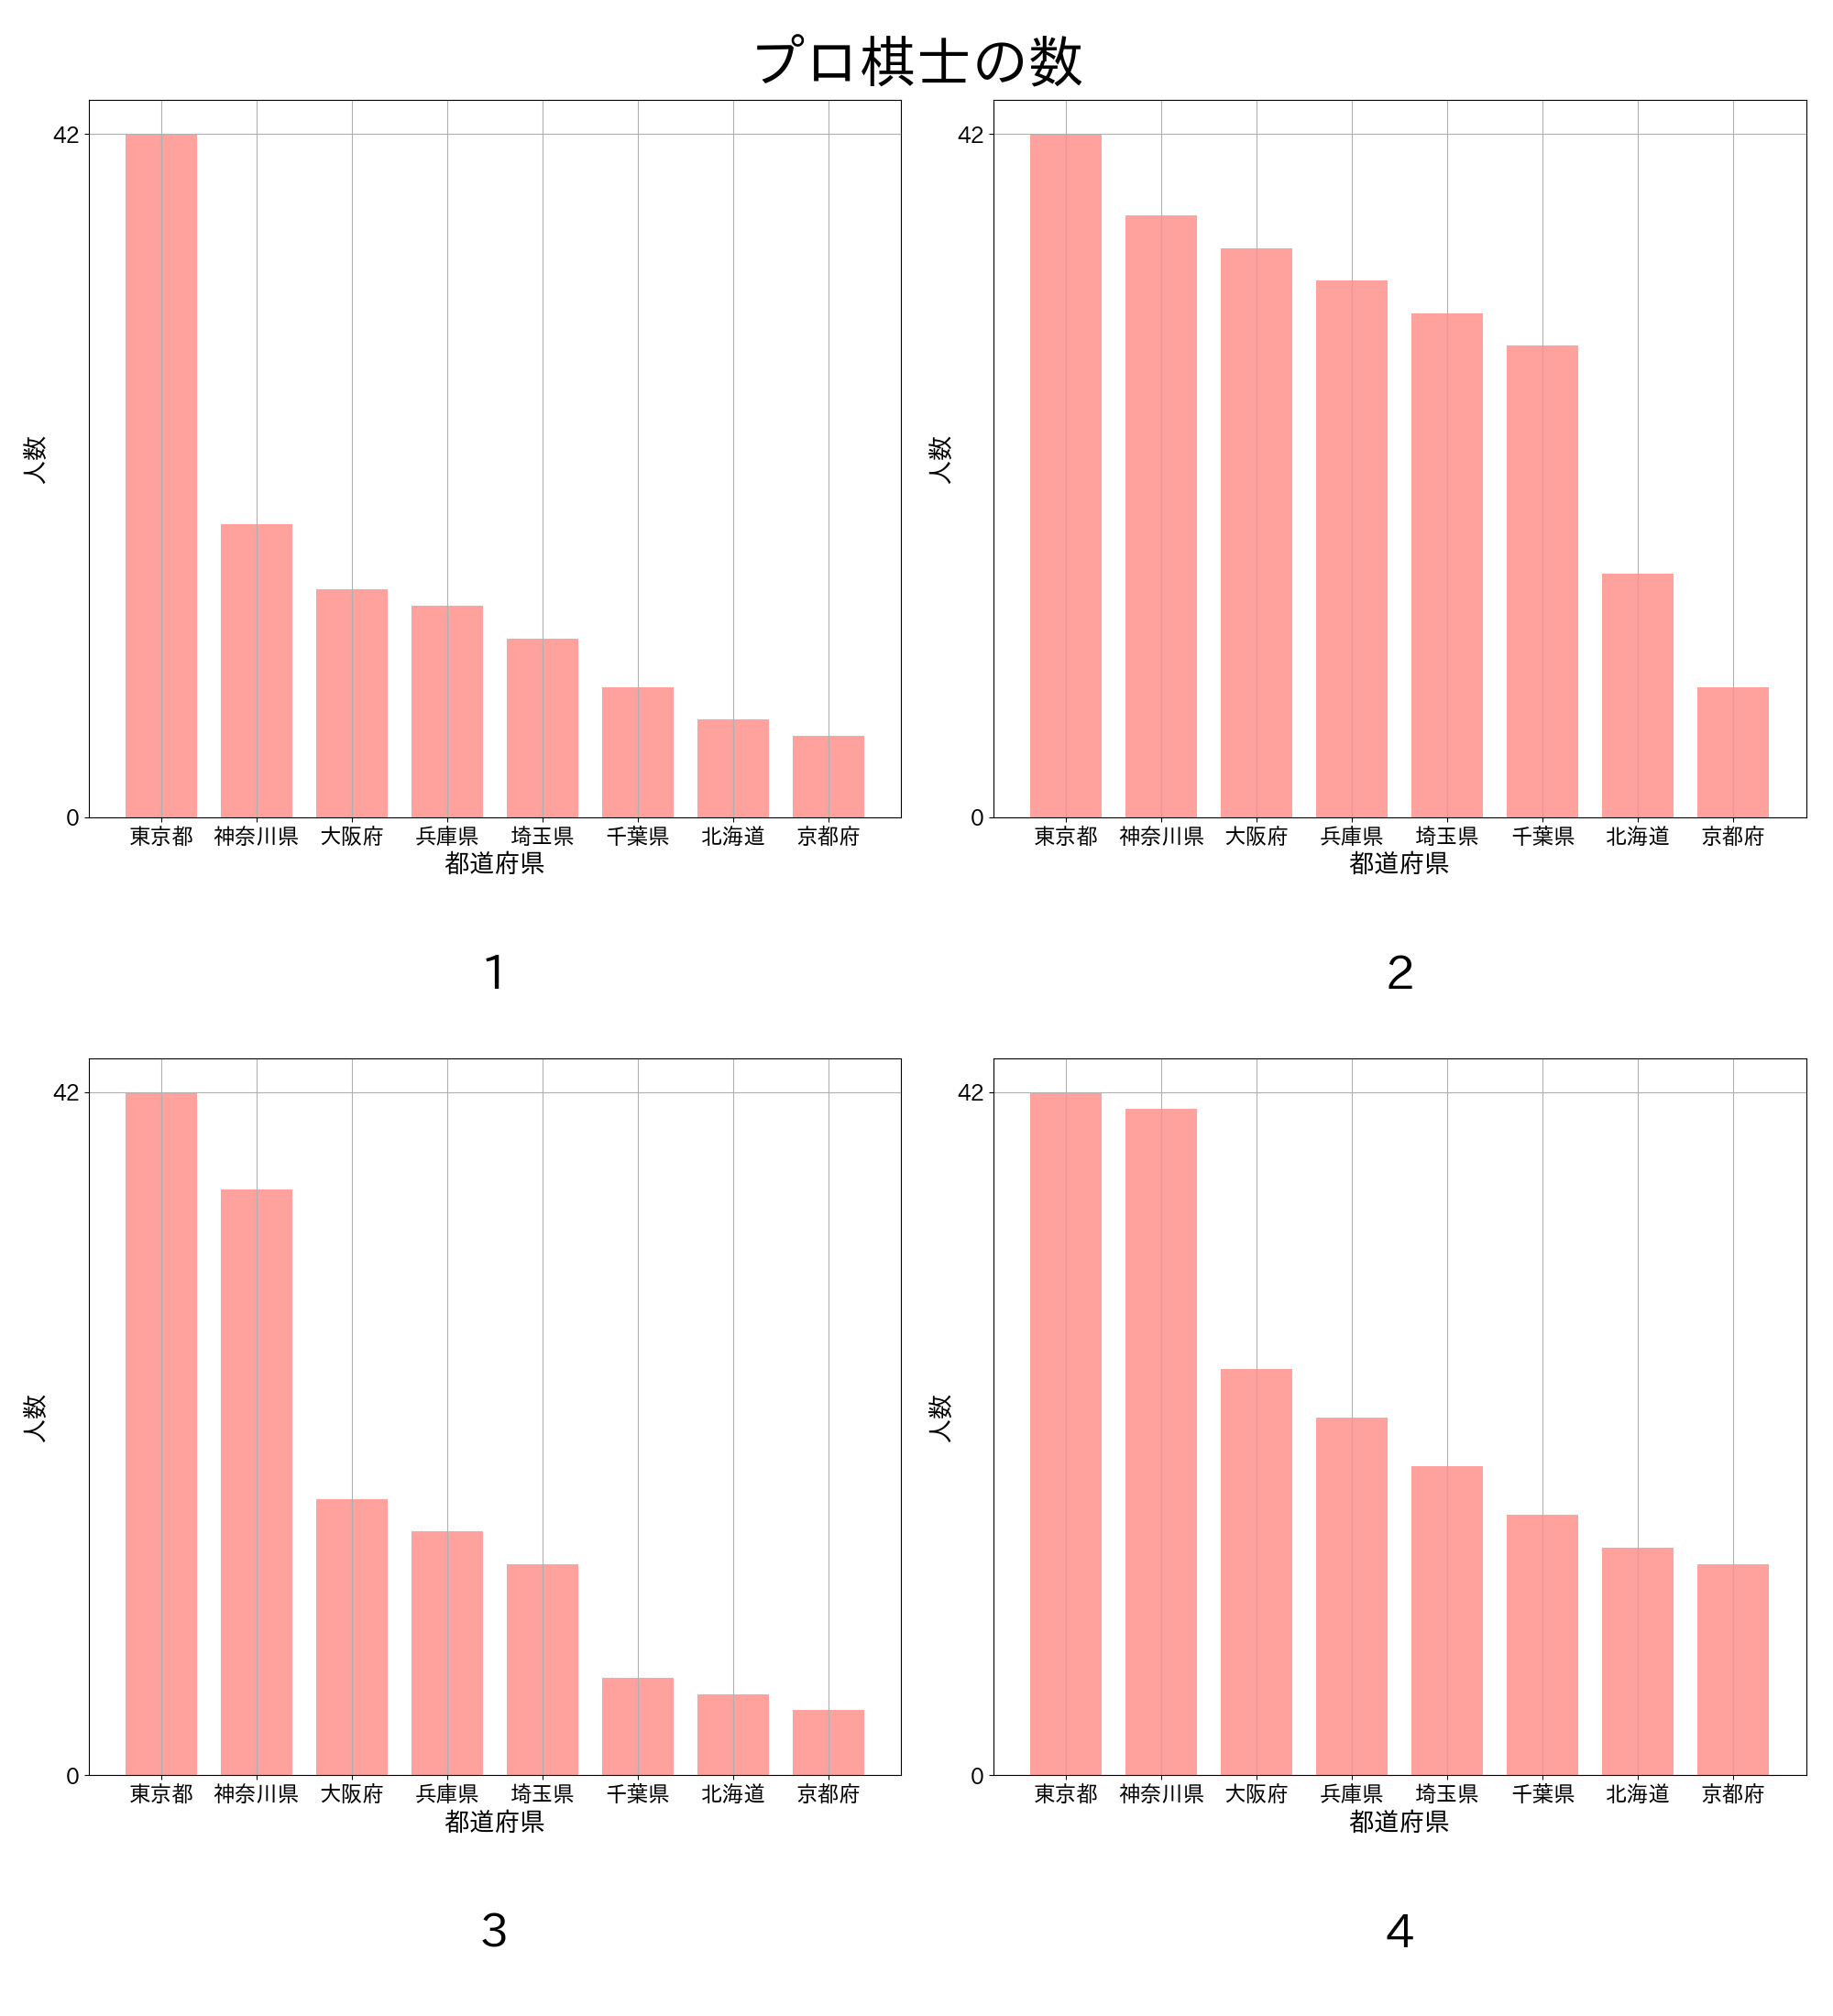 プロ棋士の数
42
0
人数
東京都 神奈川県 大阪府 兵庫県 埼玉県 千葉県 北海道 京都府
都道府県
1
42
0
人数
東京都 神奈川県 大阪府 兵庫県 埼玉県 千葉県 北海道 京都府
都道府県
2
42
0
人数
東京都 神奈川県 大阪府 兵庫県 埼玉県 千葉県 北海道 京都府
都道府県
3
42
0
人数
東京都 神奈川県 大阪府 兵庫県 埼玉県 千葉県 北海道 京都府
都道府県
4